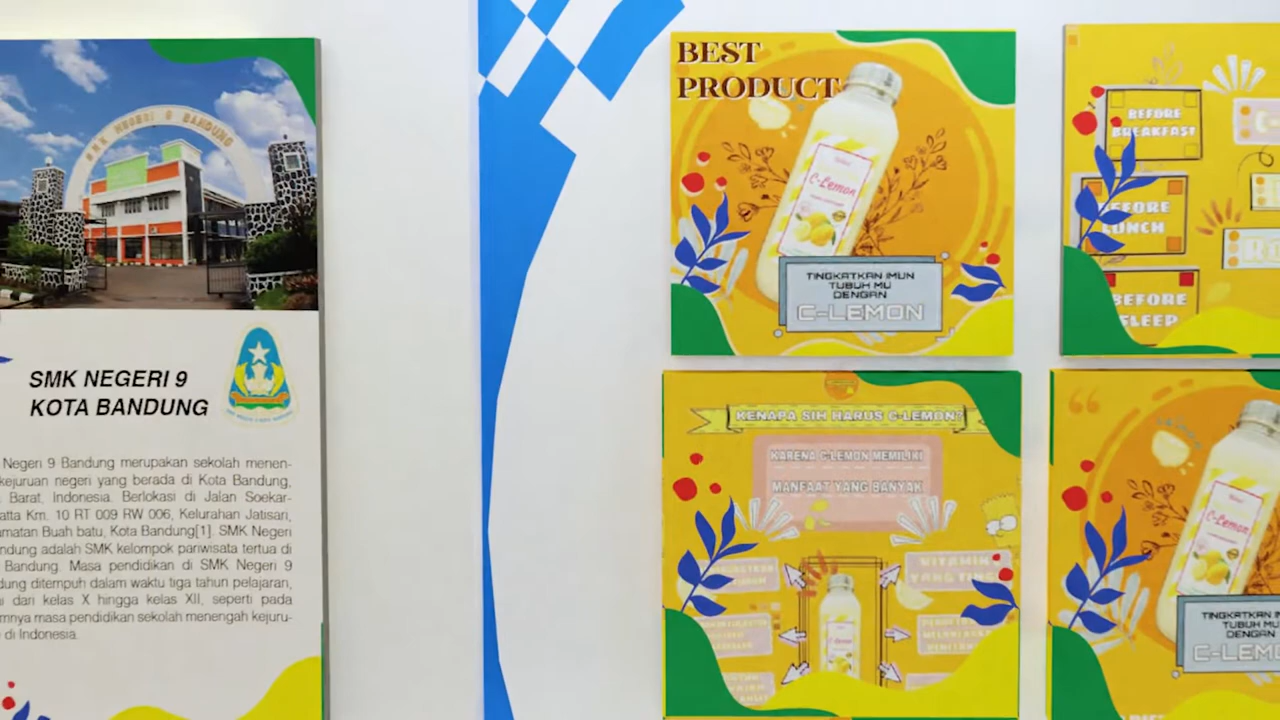 SMK NEGERI 9 BANDUNG
SMK NEGERI 9
KOTA BANDUNG
Negeri 9 Bandung merupakan sekolah menen-
kejuruan negeri yang berada di Kota Bandung,
Barat, Indonesia. Berlokasi di Jalan Soekar-
atta Km. 10 RT 009 RW 006, Kelurahan Jatisari,
amatan Buah batu, Kota Bandung[1]. SMK Negeri
ndung adalah SMK kelompok pariwisata tertua di
Bandung. Masa pendidikan di SMK Negeri 9
dung ditempuh dalam waktu tiga tahun pelajaran,
i dari kelas X hingga kelas XII, seperti pada
mnya masa pendidikan sekolah menengah kejuru-
di Indonesia.
BEST
PRODUCT
C-Lemon
TINGKATKAN IMUN
TUBUH MU
DENGAN
C-LEMON
BEFORE
BREAKFAST
BEFORE
LUNCH
BEFORE
SLEEP
KENAPA SIH HARUS C-LEMON?
KARENA C-LEMON MEMILIKI
MANFAAT YANG BANYAK
VITAMIN
YANG TING
C-Lemon
C-Lemon
TINGKATKAN IM
TUBUH MU
DENGAN
C-LEMO